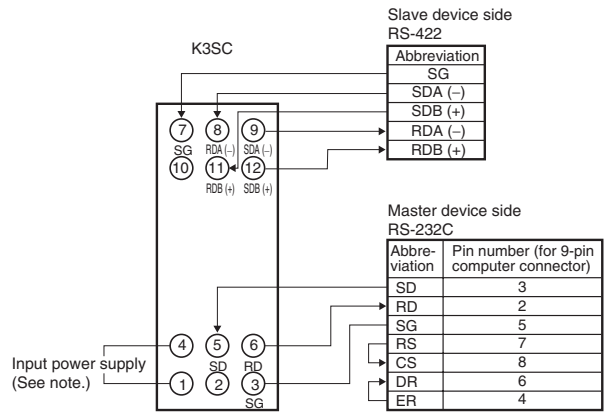 Slave device side
RS-422
K3SC
Abbreviation
SG
SDA (−)
SDB (+)
RDA (−)
RDB (+)
7 8 9
SG RDA (−) SDA (−)
10 11 12
RDB (+) SDB (+)
Master device side
RS-232C
Abbre-
viation
Pin number (for 9-pin
computer connector)
SD 3
RD 2
SG 5
RS 7
CS 8
DR 6
ER 4
4 5 6
SD RD
Input power supply
(See note.)
1 2 3
SG